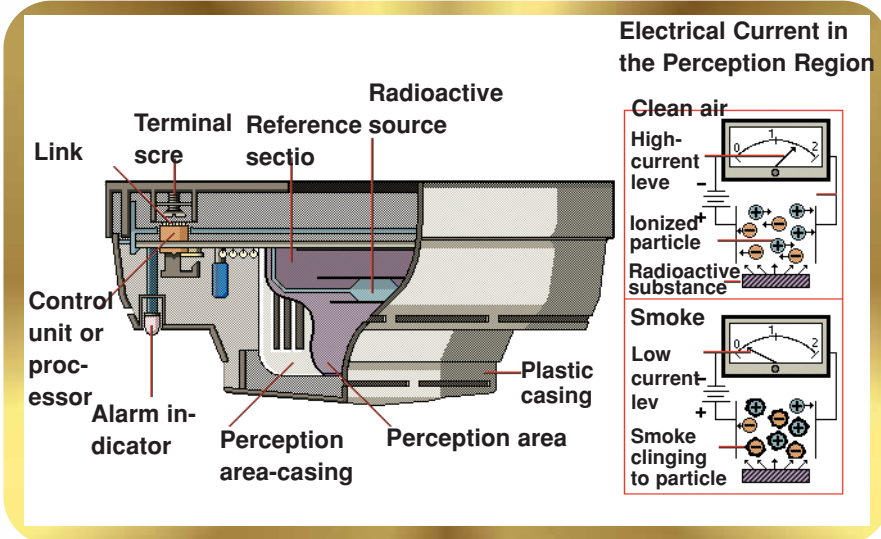 Electrical Current in
the Perception Region
Radioactive
source
Terminal
scre
Reference
sectio
Link
Control
unit or
proc-
essor
Alarm in-
dicator
Perception
area-casing
Perception area
Plastic
casing
Clean air
High-
current
leve
0 1 2
−
+
Ionized
particle
Radioactive
substance
+ + + + − − − −
Smoke
Low
current
lev
0 1 2
−
+
Smoke
clinging
to particle
+ + + + − − − −